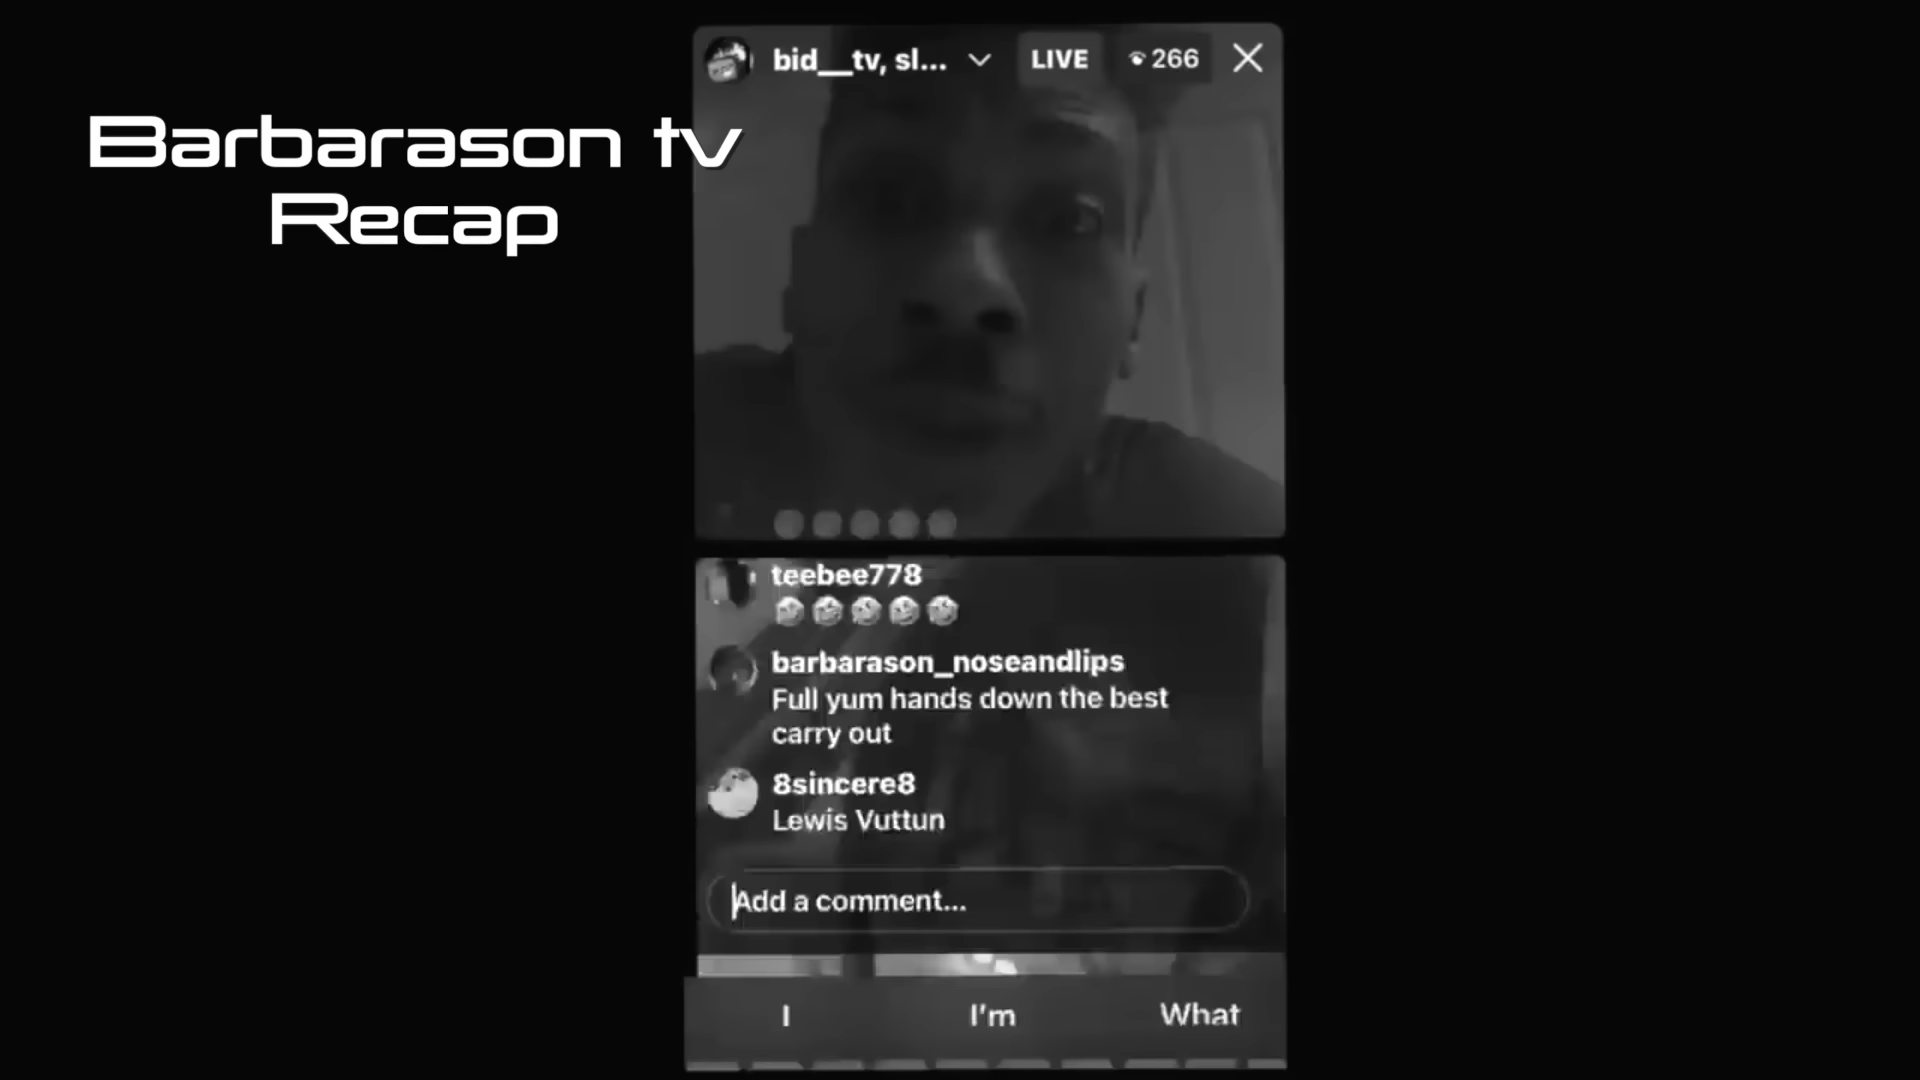 bid__tv, sl...
LIVE
266
Barbarason tv
Recap
teebee778
barbarason_noseandlips
Full yum hands down the best
carry out
8sincere8
Lewis Vuttun
Add a comment...
I
I'm
What